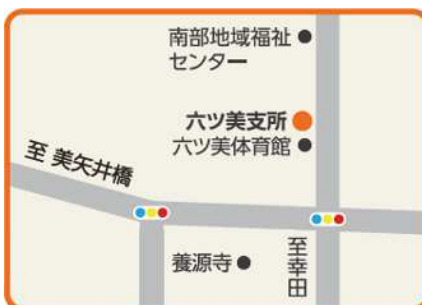 南部地域福祉
センター
六ツ美支所
六ツ美体育館
至 美矢井橋
養源寺
至幸田